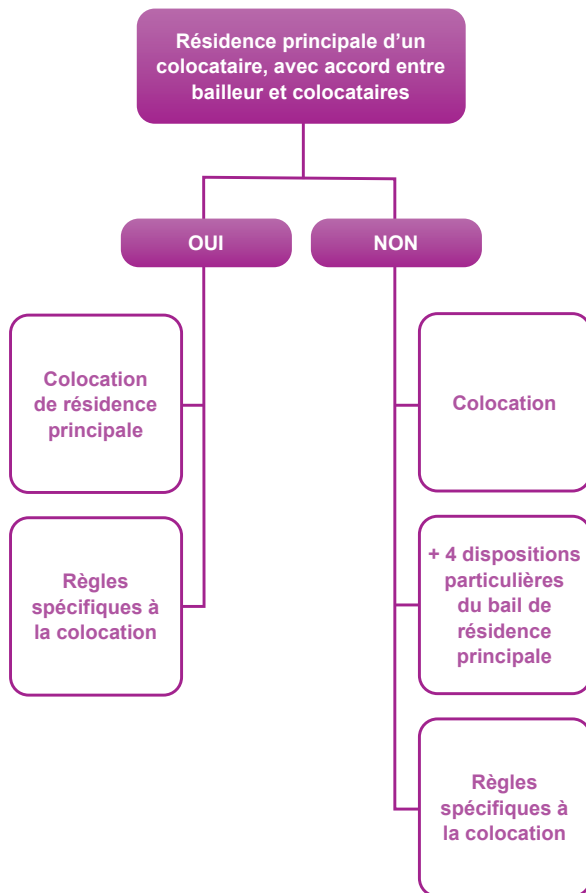 Résidence principale d’un
colocataire, avec accord entre
bailleur et colocataires
OUI
NON
Colocation
de résidence
principale
Règles
spécifiques à
la colocation
Colocation
+ 4 dispositions
particulières
du bail de
résidence
principale
Règles
spécifiques à
la colocation